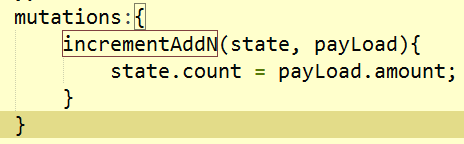 mutations:{
incrementAddN(state, payLoad){
state.count = payLoad.amount;
}
}